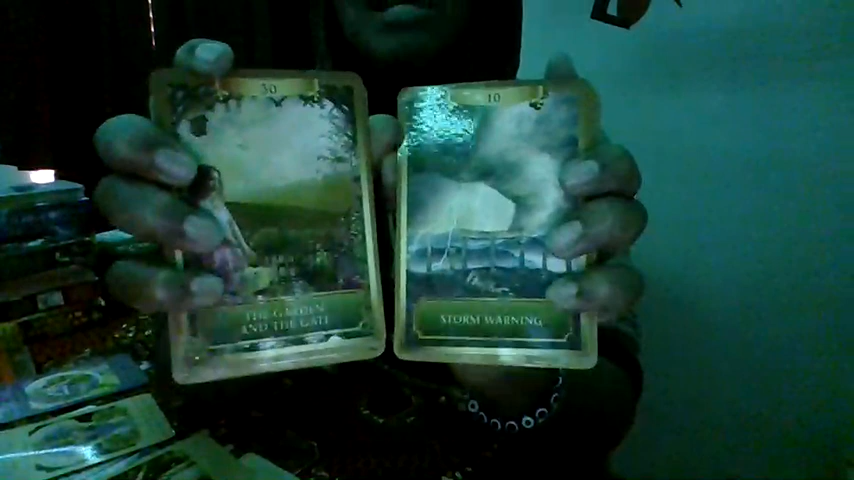 30
THE GARDEN
AND THE GATE
10
STORM WARNING